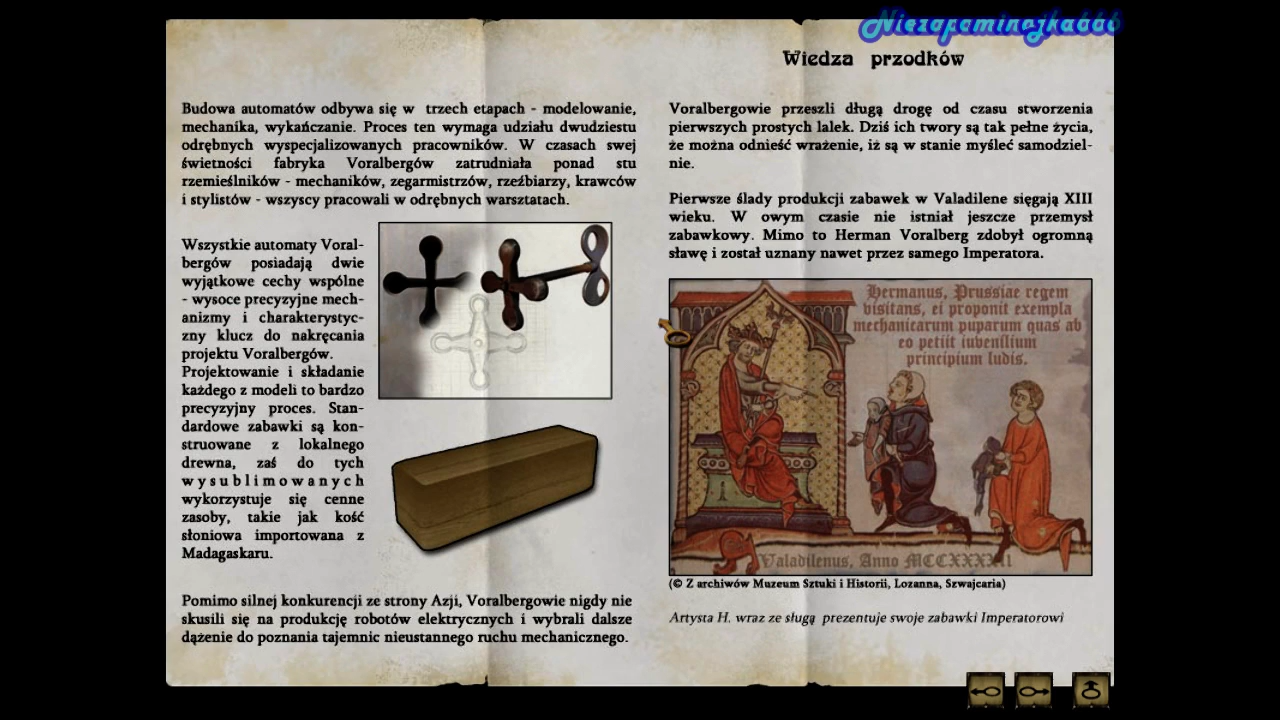 Niezapominajka666
Budowa automatów odbywa się w trzech etapach - modelowanie,
mechanika, wykańczanie. Proces ten wymaga udziału dwudziestu
odrębnych wyspecjalizowanych pracowników. W czasach swej
świetności fabryka Voralbergów zatrudniała ponad stu
rzemieślników - mechaników, zegarmistrzów, rzeźbiarzy, krawców
i stylistów - wszyscy pracowali w odrębnych warsztatach.
Wszystkie automaty Voral-
bergów posiadają dwie
wyjątkowe cechy wspólne
- wysoce precyzyjne mech-
anizmy i charakterystyc-
zny klucz do nakręcania
projektu Voralbergów.
Projektowanie i składanie
każdego z modeli to bardzo
precyzyjny proces. Stan-
dardowe zabawki są kon-
struowane z lokalnego
drewna, zaś do tych
wysublimowanych
wykorzystuje się cenne
zasoby, takie jak kość
słoniowa importowana z
Madagaskaru.
Pomimo silnej konkurencji ze strony Azji, Voralbergowie nigdy nie
skusili się na produkcję robotów elektrycznych i wybrali dalsze
dążenie do poznania tajemnic nieustannego ruchu mechanicznego.
Wiedza przodków
Voralbergowie przeszli długą drogę od czasu stworzenia
pierwszych prostych lalek. Dziś ich twory są tak pełne życia,
że można odnieść wrażenie, iż są w stanie myśleć samodziel-
nie.
Pierwsze ślady produkcji zabawek w Valadilene sięgają XIII
wieku. W owym czasie nie istniał jeszcze przemysł
zabawkowy. Mimo to Herman Voralberg zdobył ogromną
sławę i został uznany nawet przez samego Imperatora.
Hermanus, Prussiae regem
visitans, ei proponit exempla
mechanicarum puparum quas ab
eo petiit iuvenilium
principium ludis.
Valadilenus, Anno
(© Z archiwów Muzeum Sztuki i Historii, Lozanna, Szwajcaria)
Artysta H. wraz ze sługą prezentuje swoje zabawki Imperatorowi